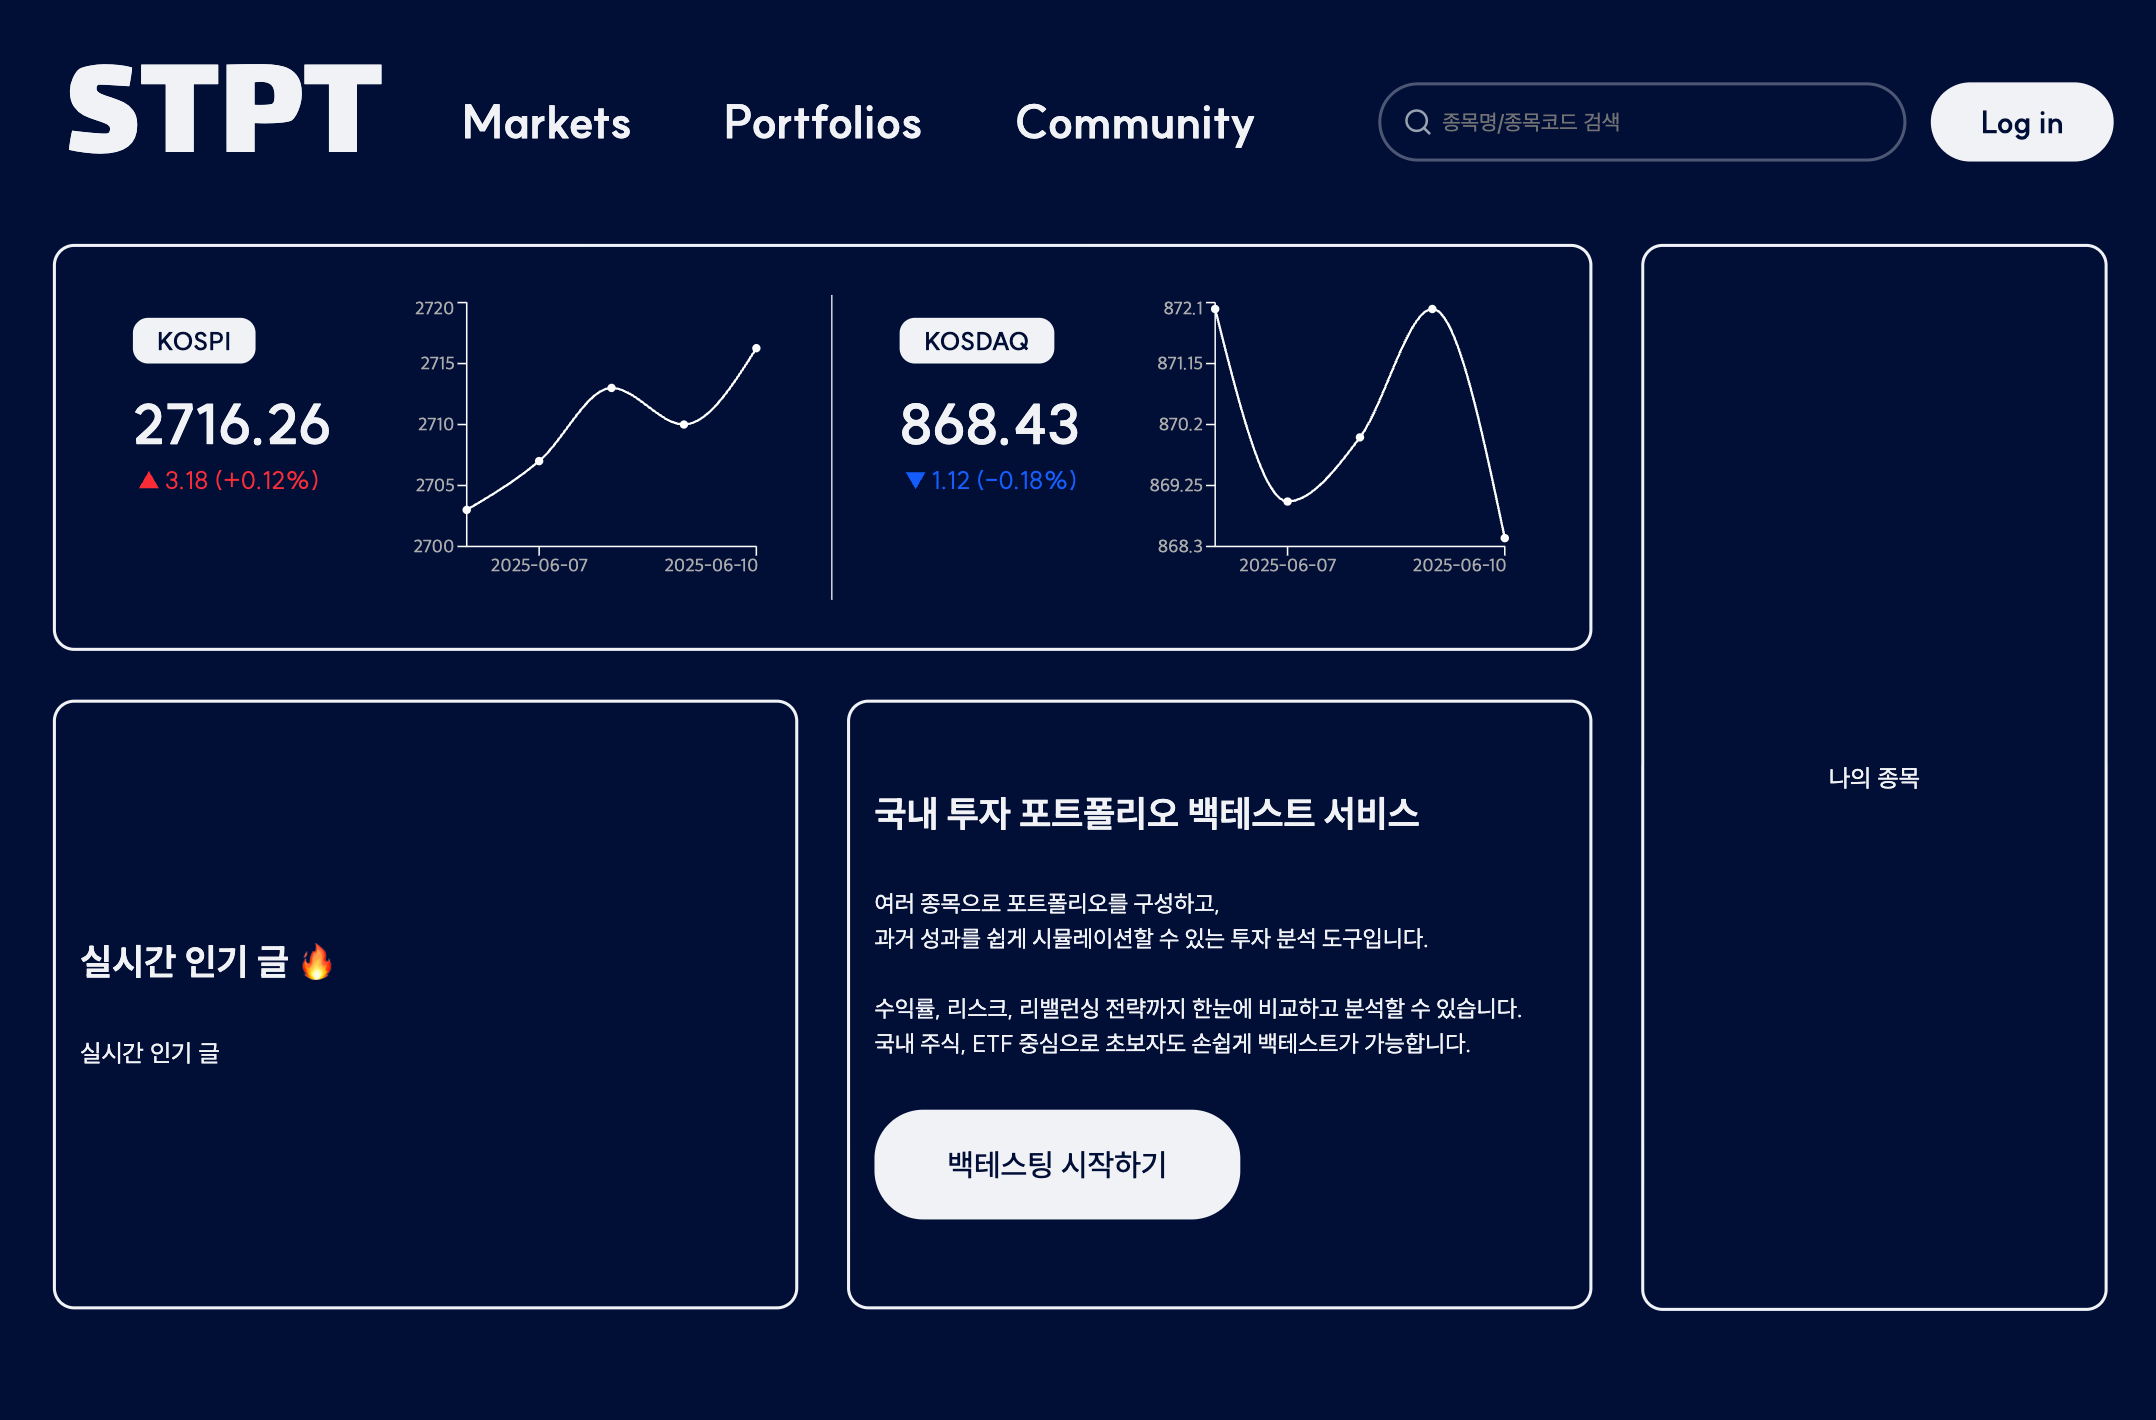 STPT
Markets
Portfolios
Community
종목명/종목코드 검색
Log in
KOSPI
2716.26
▲ 3.18 (+0.12%)
2720
2715
2710
2705
2700
2025-06-07
2025-06-10
KOSDAQ
868.43
▼ 1.12 (-0.18%)
872.1
871.15
870.2
869.25
868.3
2025-06-07
2025-06-10
나의 종목
실시간 인기 글 🔥
실시간 인기 글
국내 투자 포트폴리오 백테스트 서비스
여러 종목으로 포트폴리오를 구성하고,
과거 성과를 쉽게 시뮬레이션할 수 있는 투자 분석 도구입니다.
수익률, 리스크, 리밸런싱 전략까지 한눈에 비교하고 분석할 수 있습니다.
국내 주식, ETF 중심으로 초보자도 손쉽게 백테스트가 가능합니다.
백테스팅 시작하기